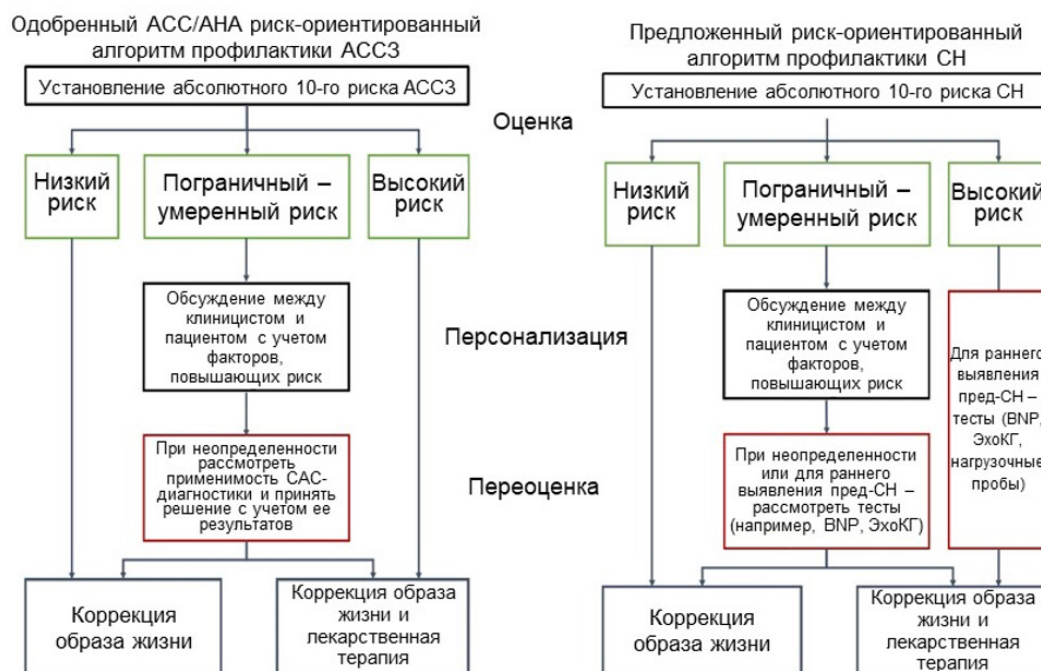 Одобренный АСС/АНА риск-ориентированный
алгоритм профилактики АССЗ
Установление абсолютного 10-го риска АССЗ
Низкий
риск
Пограничный –
умеренный риск
Высокий
риск
Обсуждение между
клиницистом и
пациентом с учетом
факторов,
повышающих риск
При неопределенности
рассмотреть
применимость САС-
диагностики и принять
решение с учетом ее
результатов
Коррекция
образа жизни
Коррекция образа
жизни и
лекарственная
терапия
Оценка
Персонализация
Переоценка
Предложенный риск-ориентированный
алгоритм профилактики СН
Установление абсолютного 10-го риска СН
Низкий
риск
Пограничный –
умеренный риск
Высокий
риск
Обсуждение между
клиницистом и
пациентом с учетом
факторов,
повышающих риск
Для раннего
выявления
пред-СН –
тесты (BNP,
ЭхоКГ,
нагрузочные
пробы)
При неопределенности
или для раннего
выявления пред-СН –
рассмотреть тесты
(например, BNP, ЭхоКГ)
Коррекция
образа жизни
Коррекция образа
жизни и
лекарственная
терапия